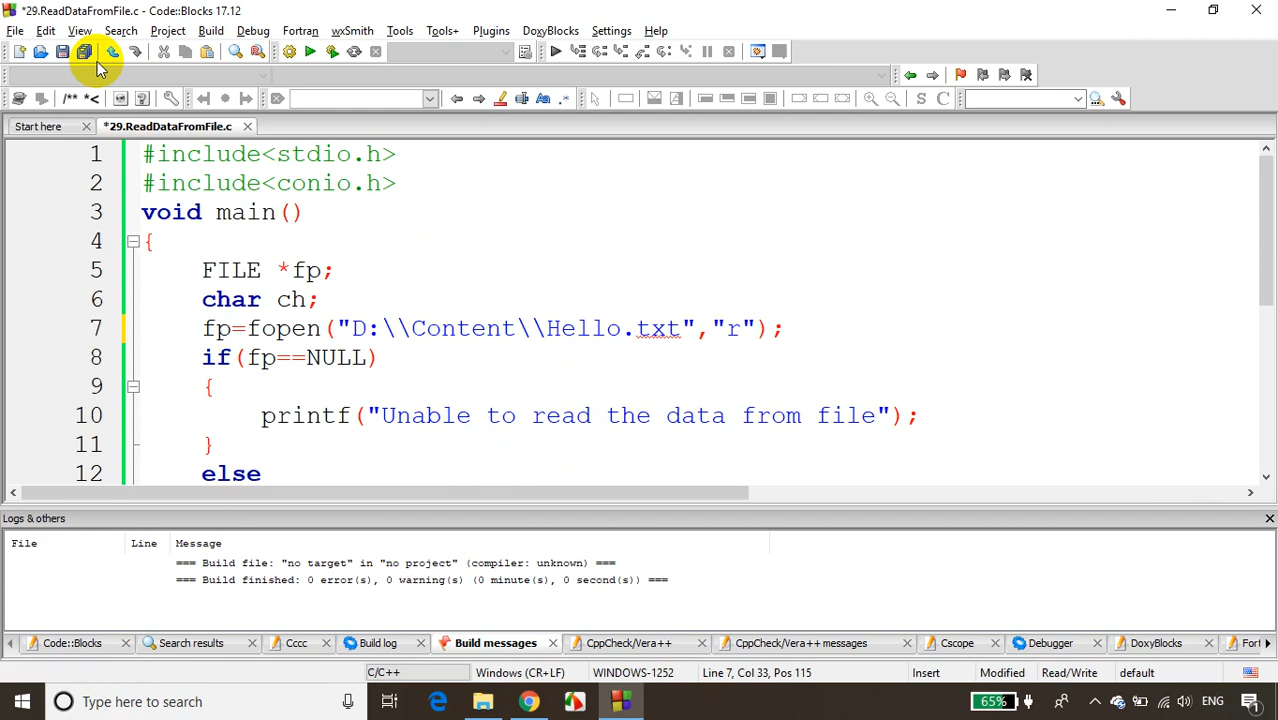 *29.ReadDataFromFile.c - Code::Blocks 17.12
File Edit View Search Project Build Debug Fortran wxSmith Tools Tools+ Plugins DoxyBlocks Settings Help
/** *<
S C
Start here *29.ReadDataFromFile.c
1 #include<stdio.h>
2 #include<conio.h>
3 void main()
4 {
5 FILE *fp;
6 char ch;
7 fp=fopen("D:\\Content\\Hello.txt","r");
8 if(fp==NULL)
9 {
10 printf("Unable to read the data from file");
11 }
12 else
Logs & others
File Line Message
=== Build file: "no target" in "no project" (compiler: unknown) ===
=== Build finished: 0 error(s), 0 warning(s) (0 minute(s), 0 second(s)) ===
Code::Blocks Search results Cccc Build log Build messages CppCheck/Vera++ CppCheck/Vera++ messages Cscope Debugger DoxyBlocks Fort
C/C++ Windows (CR+LF) WINDOWS-1252 Line 7, Col 33, Pos 115 Insert Modified Read/Write default
Type here to search 65% ENG